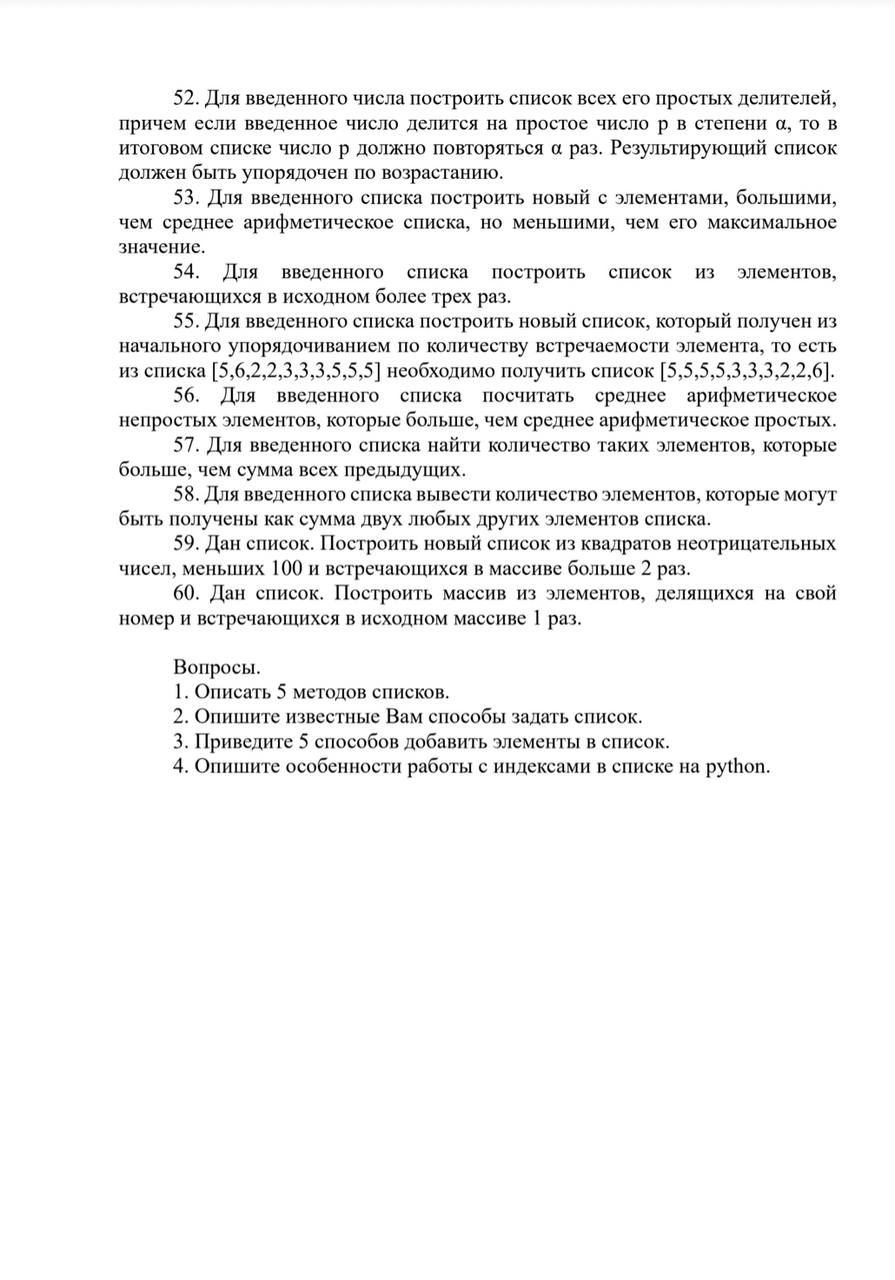 52. Для введенного числа построить список всех его простых делителей,
причем если введенное число делится на простое число p в степени α, то в
итоговом списке число p должно повторяться α раз. Результирующий список
должен быть упорядочен по возрастанию.
53. Для введенного списка построить новый с элементами, большими,
чем среднее арифметическое списка, но меньшими, чем его максимальное
значение.
54. Для введенного списка построить список из элементов,
встречающихся в исходном более трех раз.
55. Для введенного списка построить новый список, который получен из
начального упорядочиванием по количеству встречаемости элемента, то есть
из списка [5,6,2,2,3,3,3,5,5,5] необходимо получить список [5,5,5,5,3,3,3,2,2,6].
56. Для введенного списка посчитать среднее арифметическое
непростых элементов, которые больше, чем среднее арифметическое простых.
57. Для введенного списка найти количество таких элементов, которые
больше, чем сумма всех предыдущих.
58. Для введенного списка вывести количество элементов, которые могут
быть получены как сумма двух любых других элементов списка.
59. Дан список. Построить новый список из квадратов неотрицательных
чисел, меньших 100 и встречающихся в массиве больше 2 раз.
60. Дан список. Построить массив из элементов, делящихся на свой
номер и встречающихся в исходном массиве 1 раз.
Вопросы.
1. Описать 5 методов списков.
2. Опишите известные Вам способы задать список.
3. Приведите 5 способов добавить элементы в список.
4. Опишите особенности работы с индексами в списке на python.